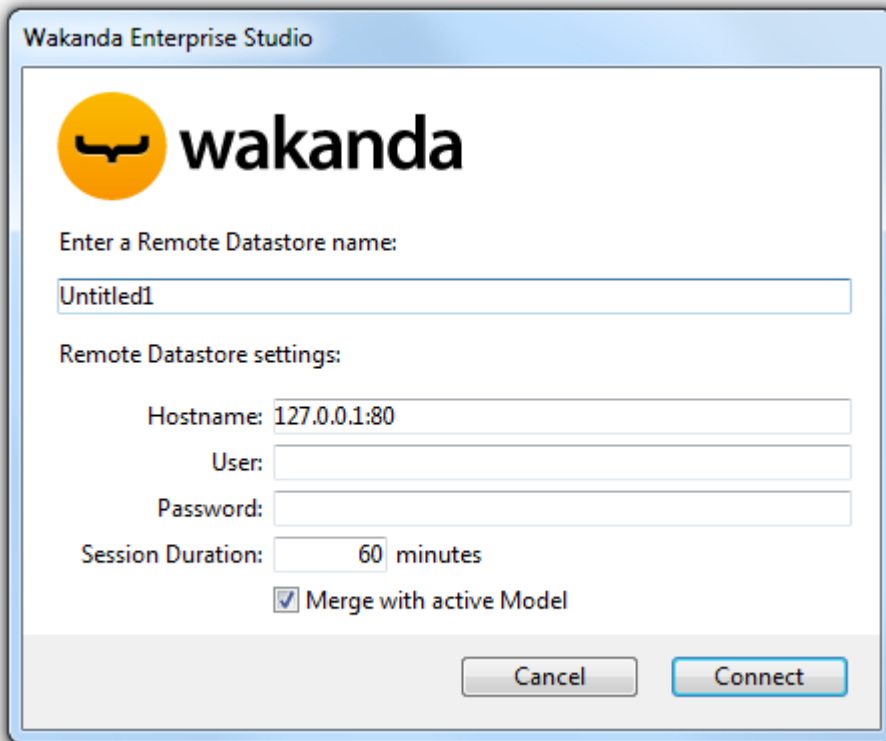 Wakanda Enterprise Studio
wakanda
Enter a Remote Datastore name:
Untitled1
Remote Datastore settings:
Hostname: 127.0.0.1:80
User:
Password:
Session Duration: 60 minutes
Merge with active Model
Cancel Connect